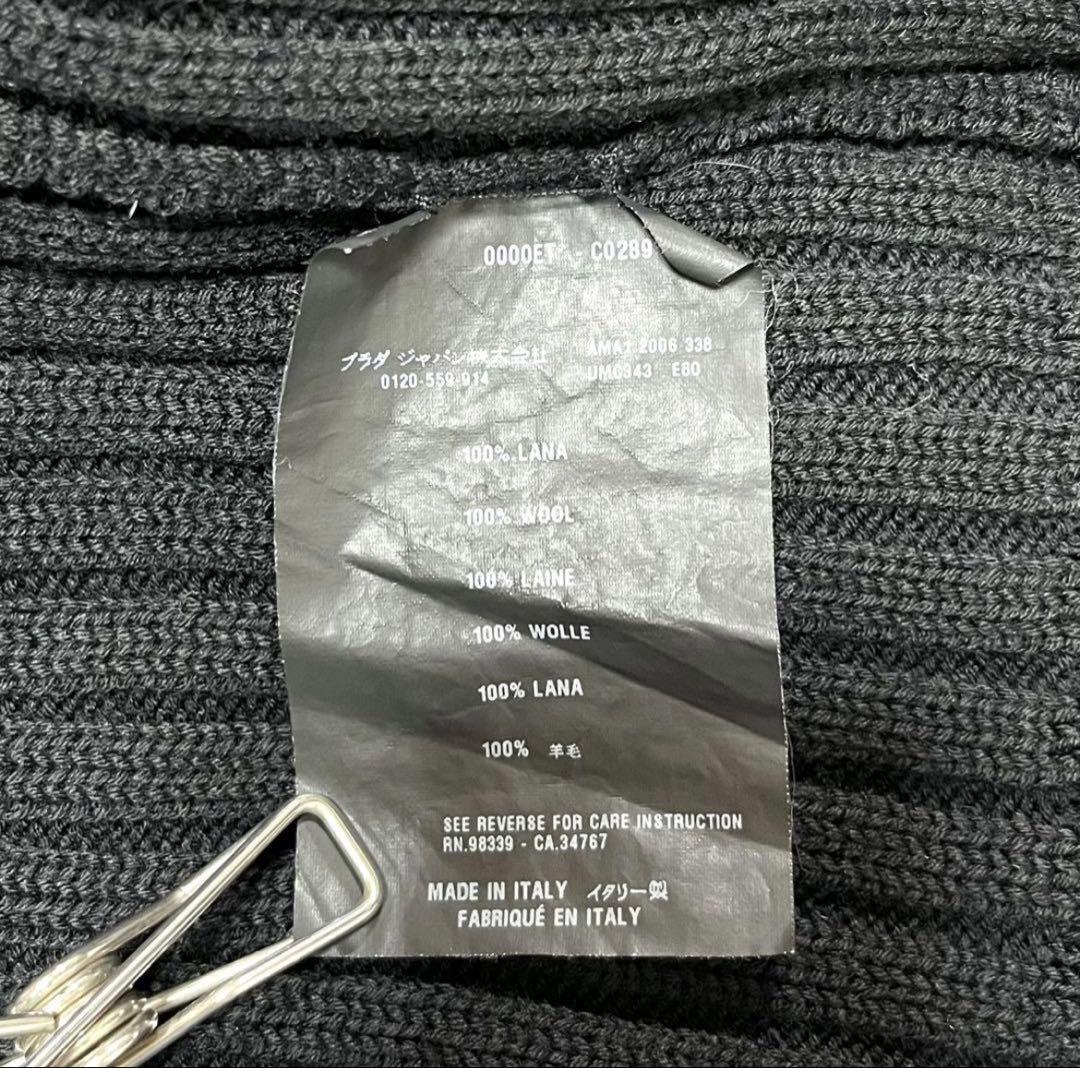 0000ET - C0289
プラダ ジャパン株式会社
0120-559-914
AMA1 2006 338
UM0343 E80
100% LANA
100% WOOL
100% LAINE
100% WOLLE
100% LANA
100% 羊毛
SEE REVERSE FOR CARE INSTRUCTION
RN.98339 - CA.34767
MADE IN ITALY イタリー製
FABRIQUÉ EN ITALY